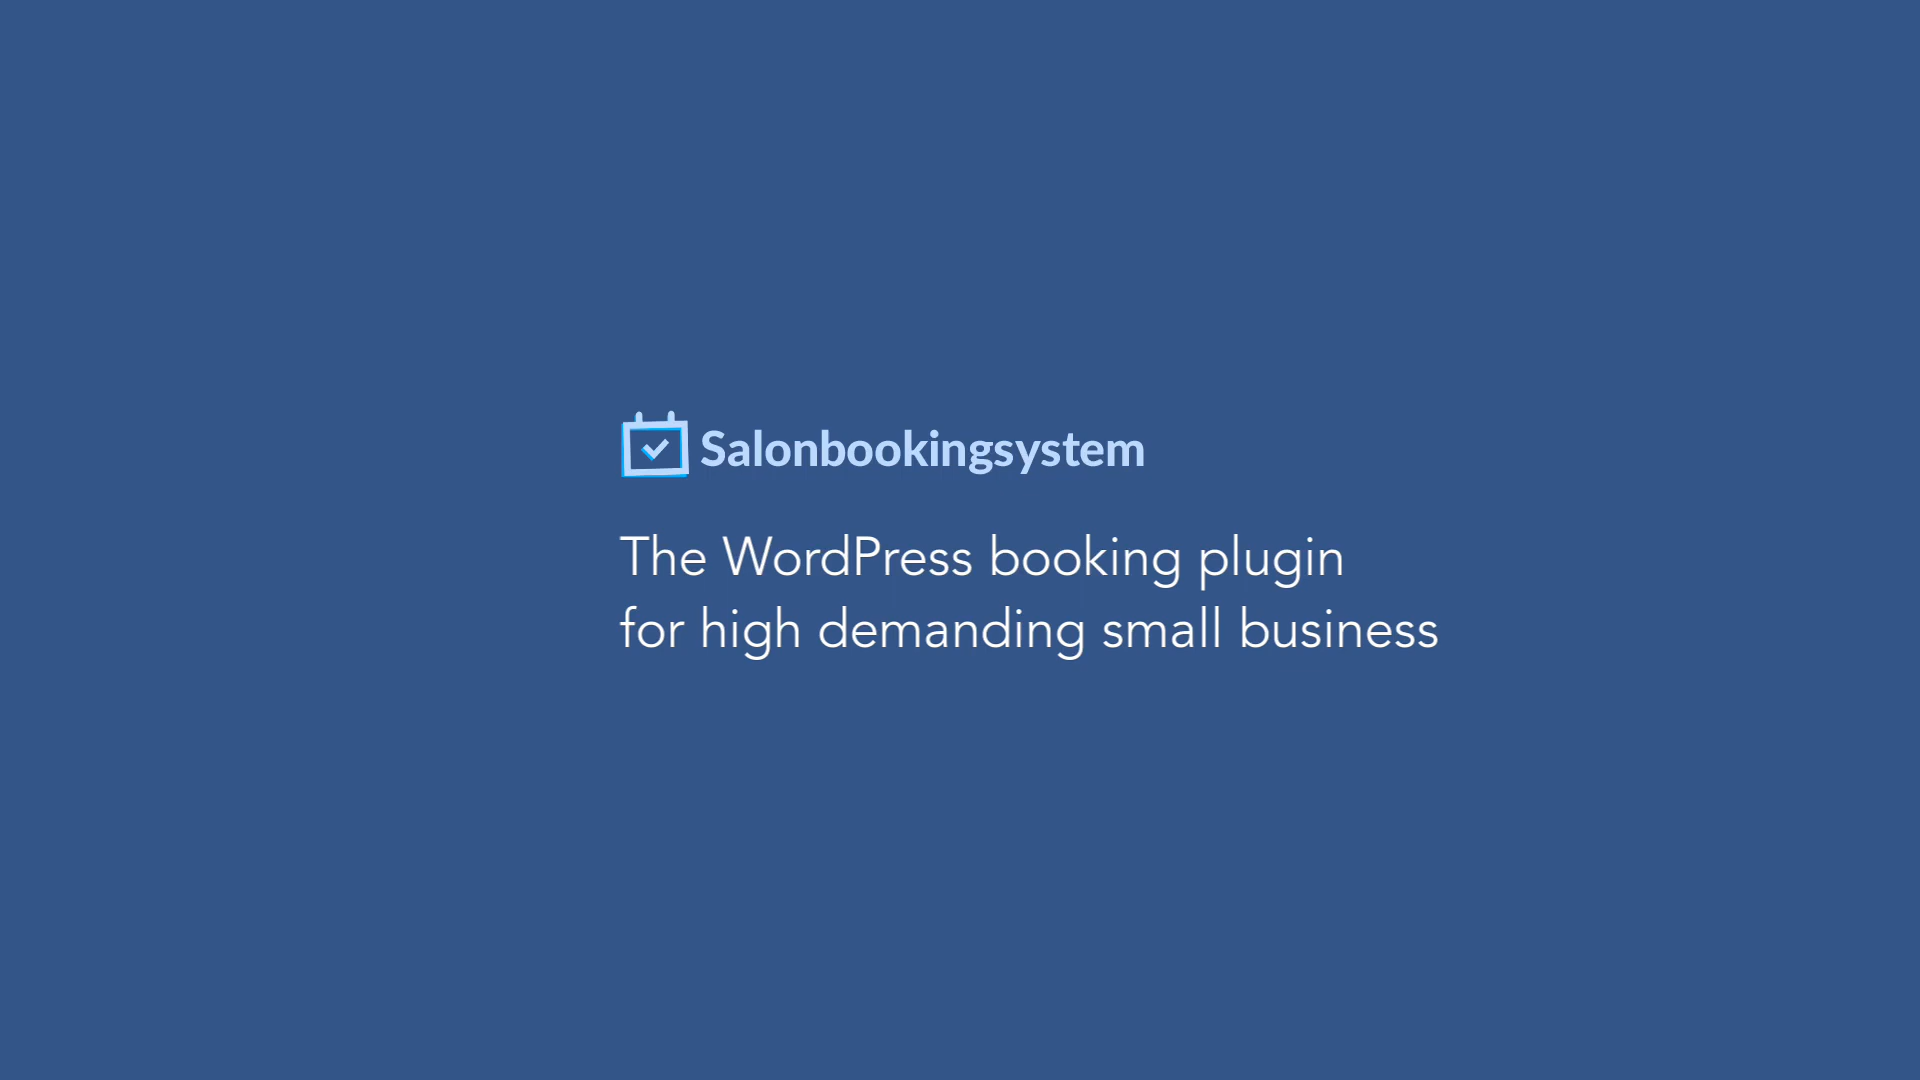 Salonbookingsystem
The WordPress booking plugin
for high demanding small business